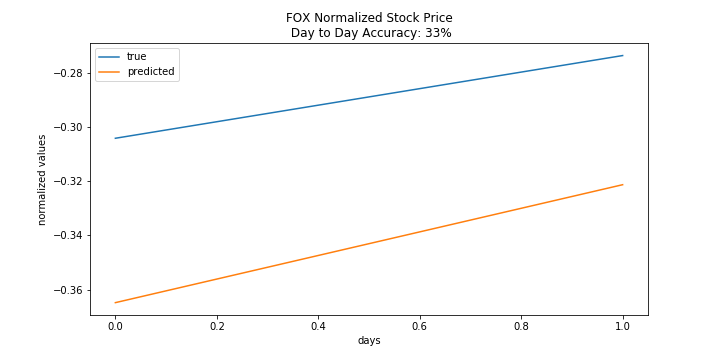 FOX Normalized Stock Price
Day to Day Accuracy: 33%
true
predicted
normalized values
−0.28
−0.30
−0.32
−0.34
−0.36
0.0
0.2
0.4
0.6
0.8
1.0
days